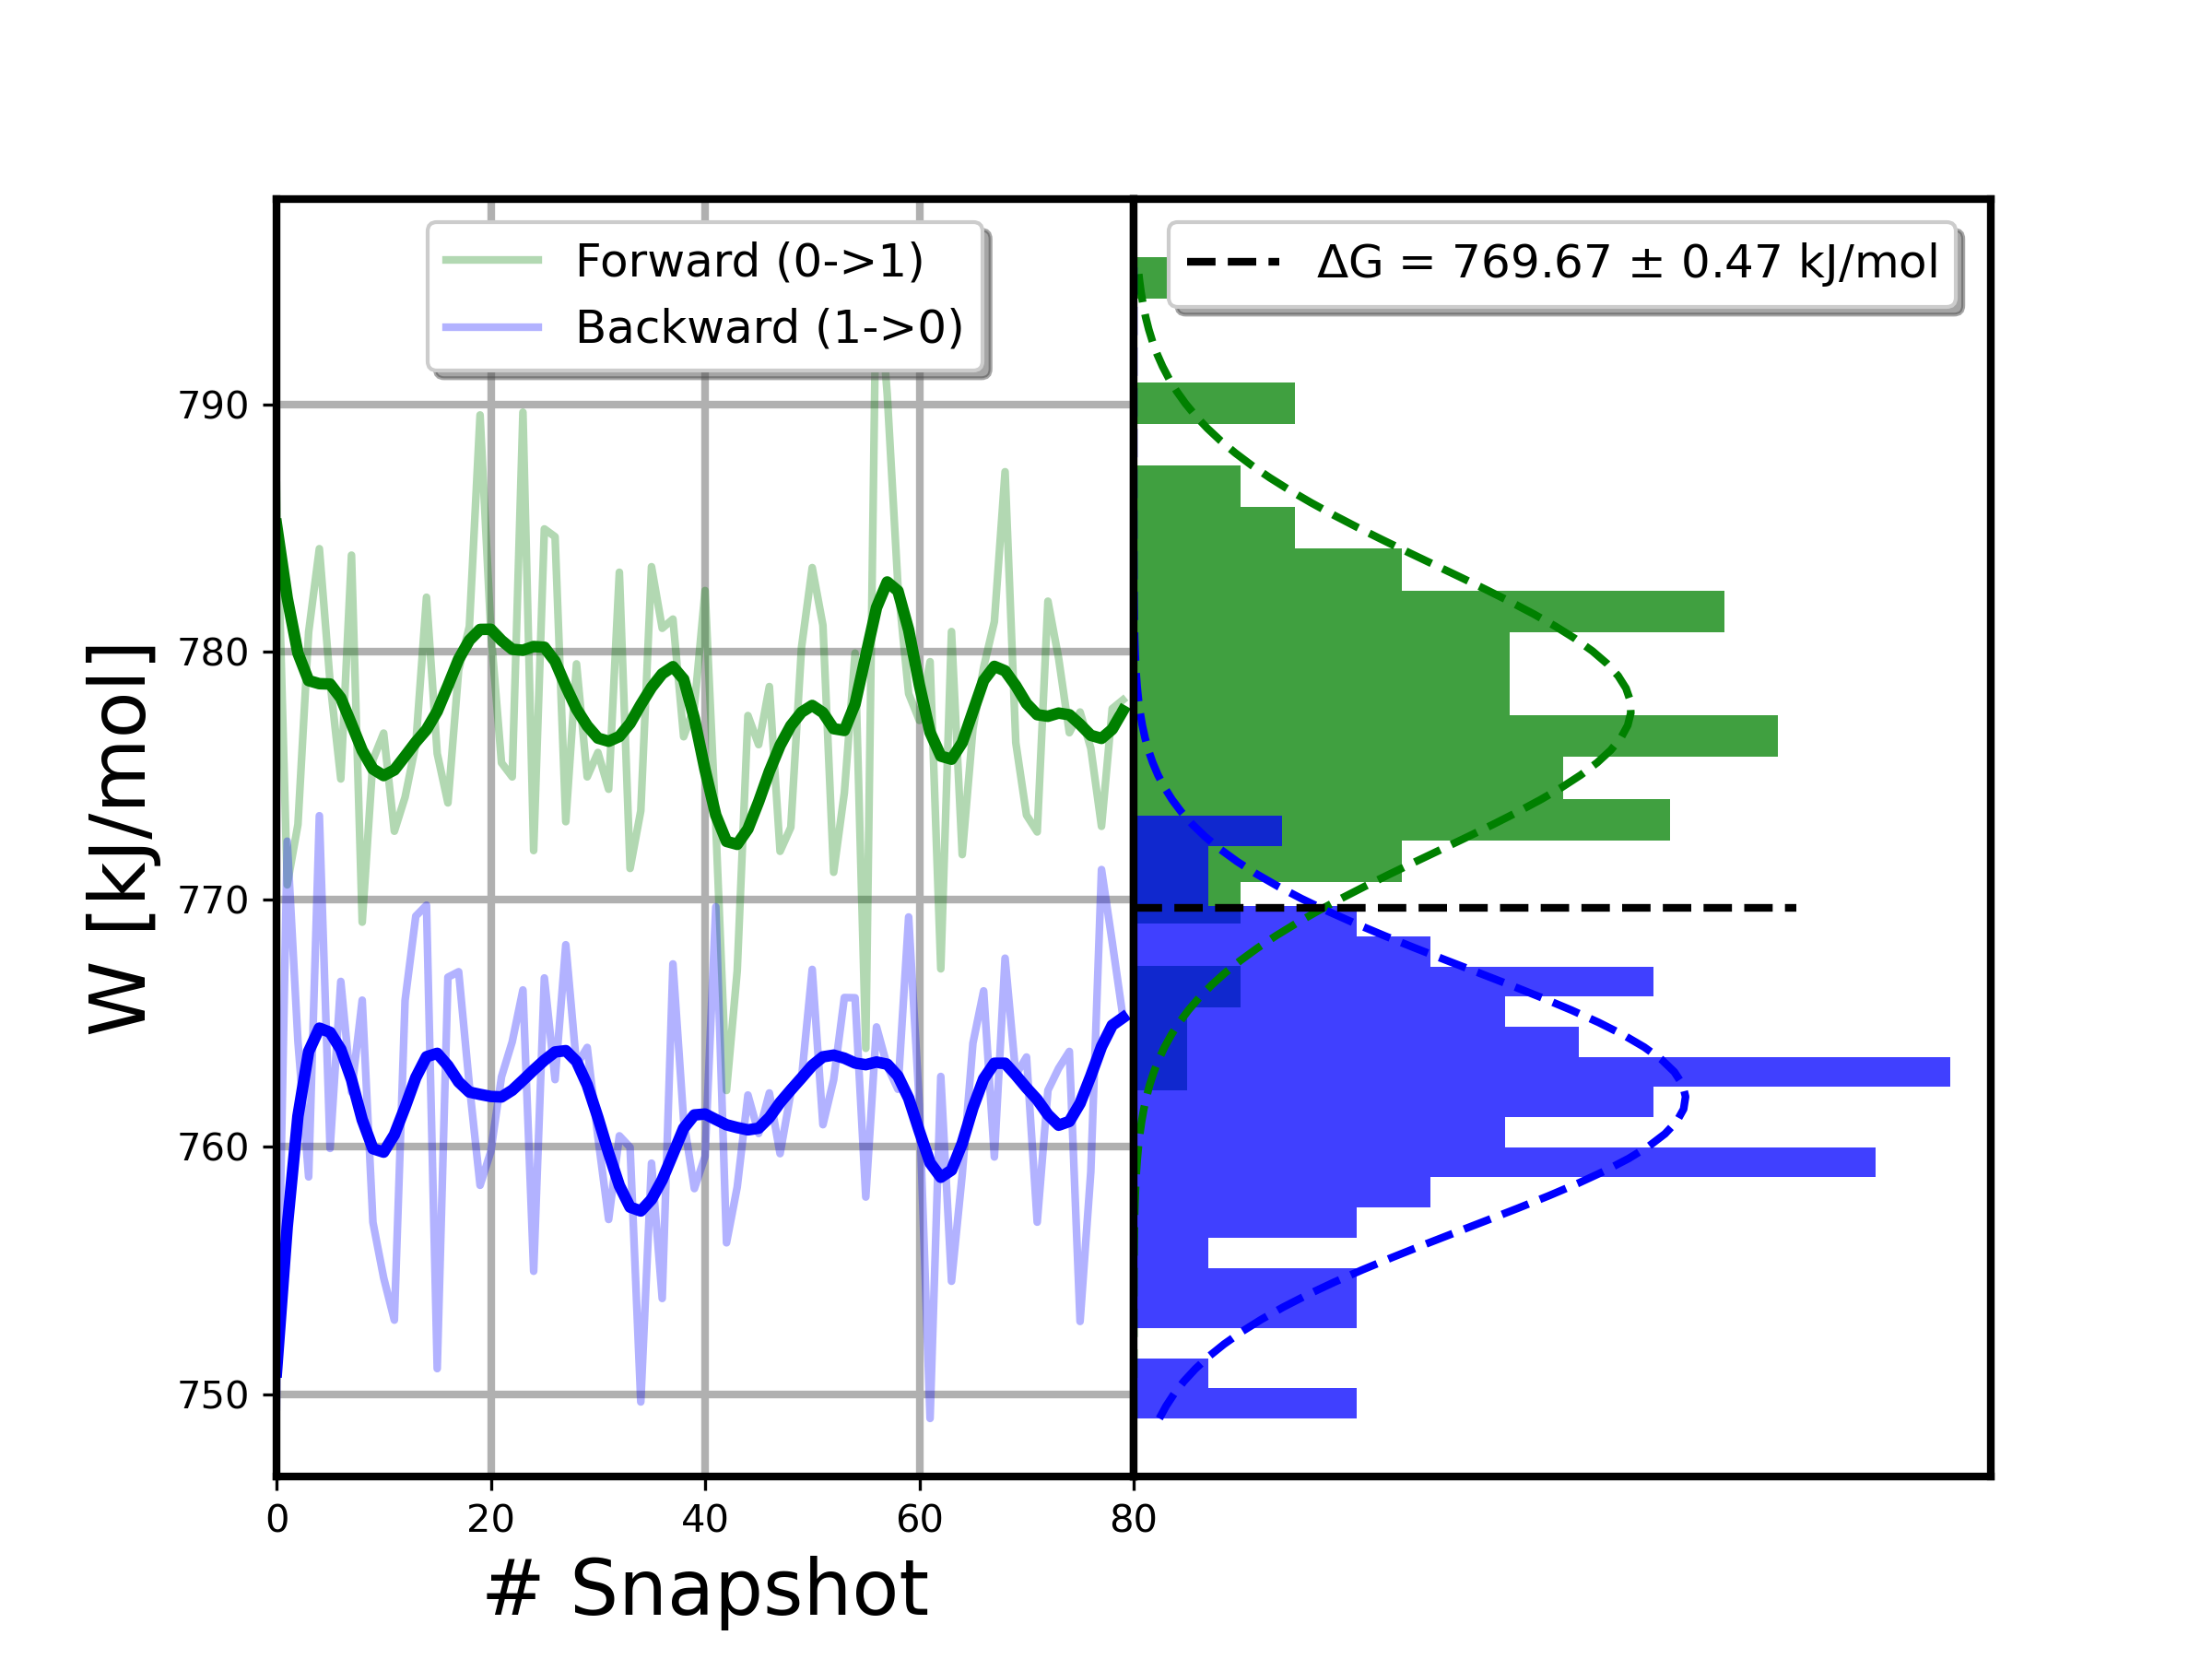 Forward (0->1)
Backward (1->0)
ΔG = 769.67 ± 0.47 kJ/mol
W [kJ/mol]
790
780
770
760
750
0 20 40 60 80
# Snapshot